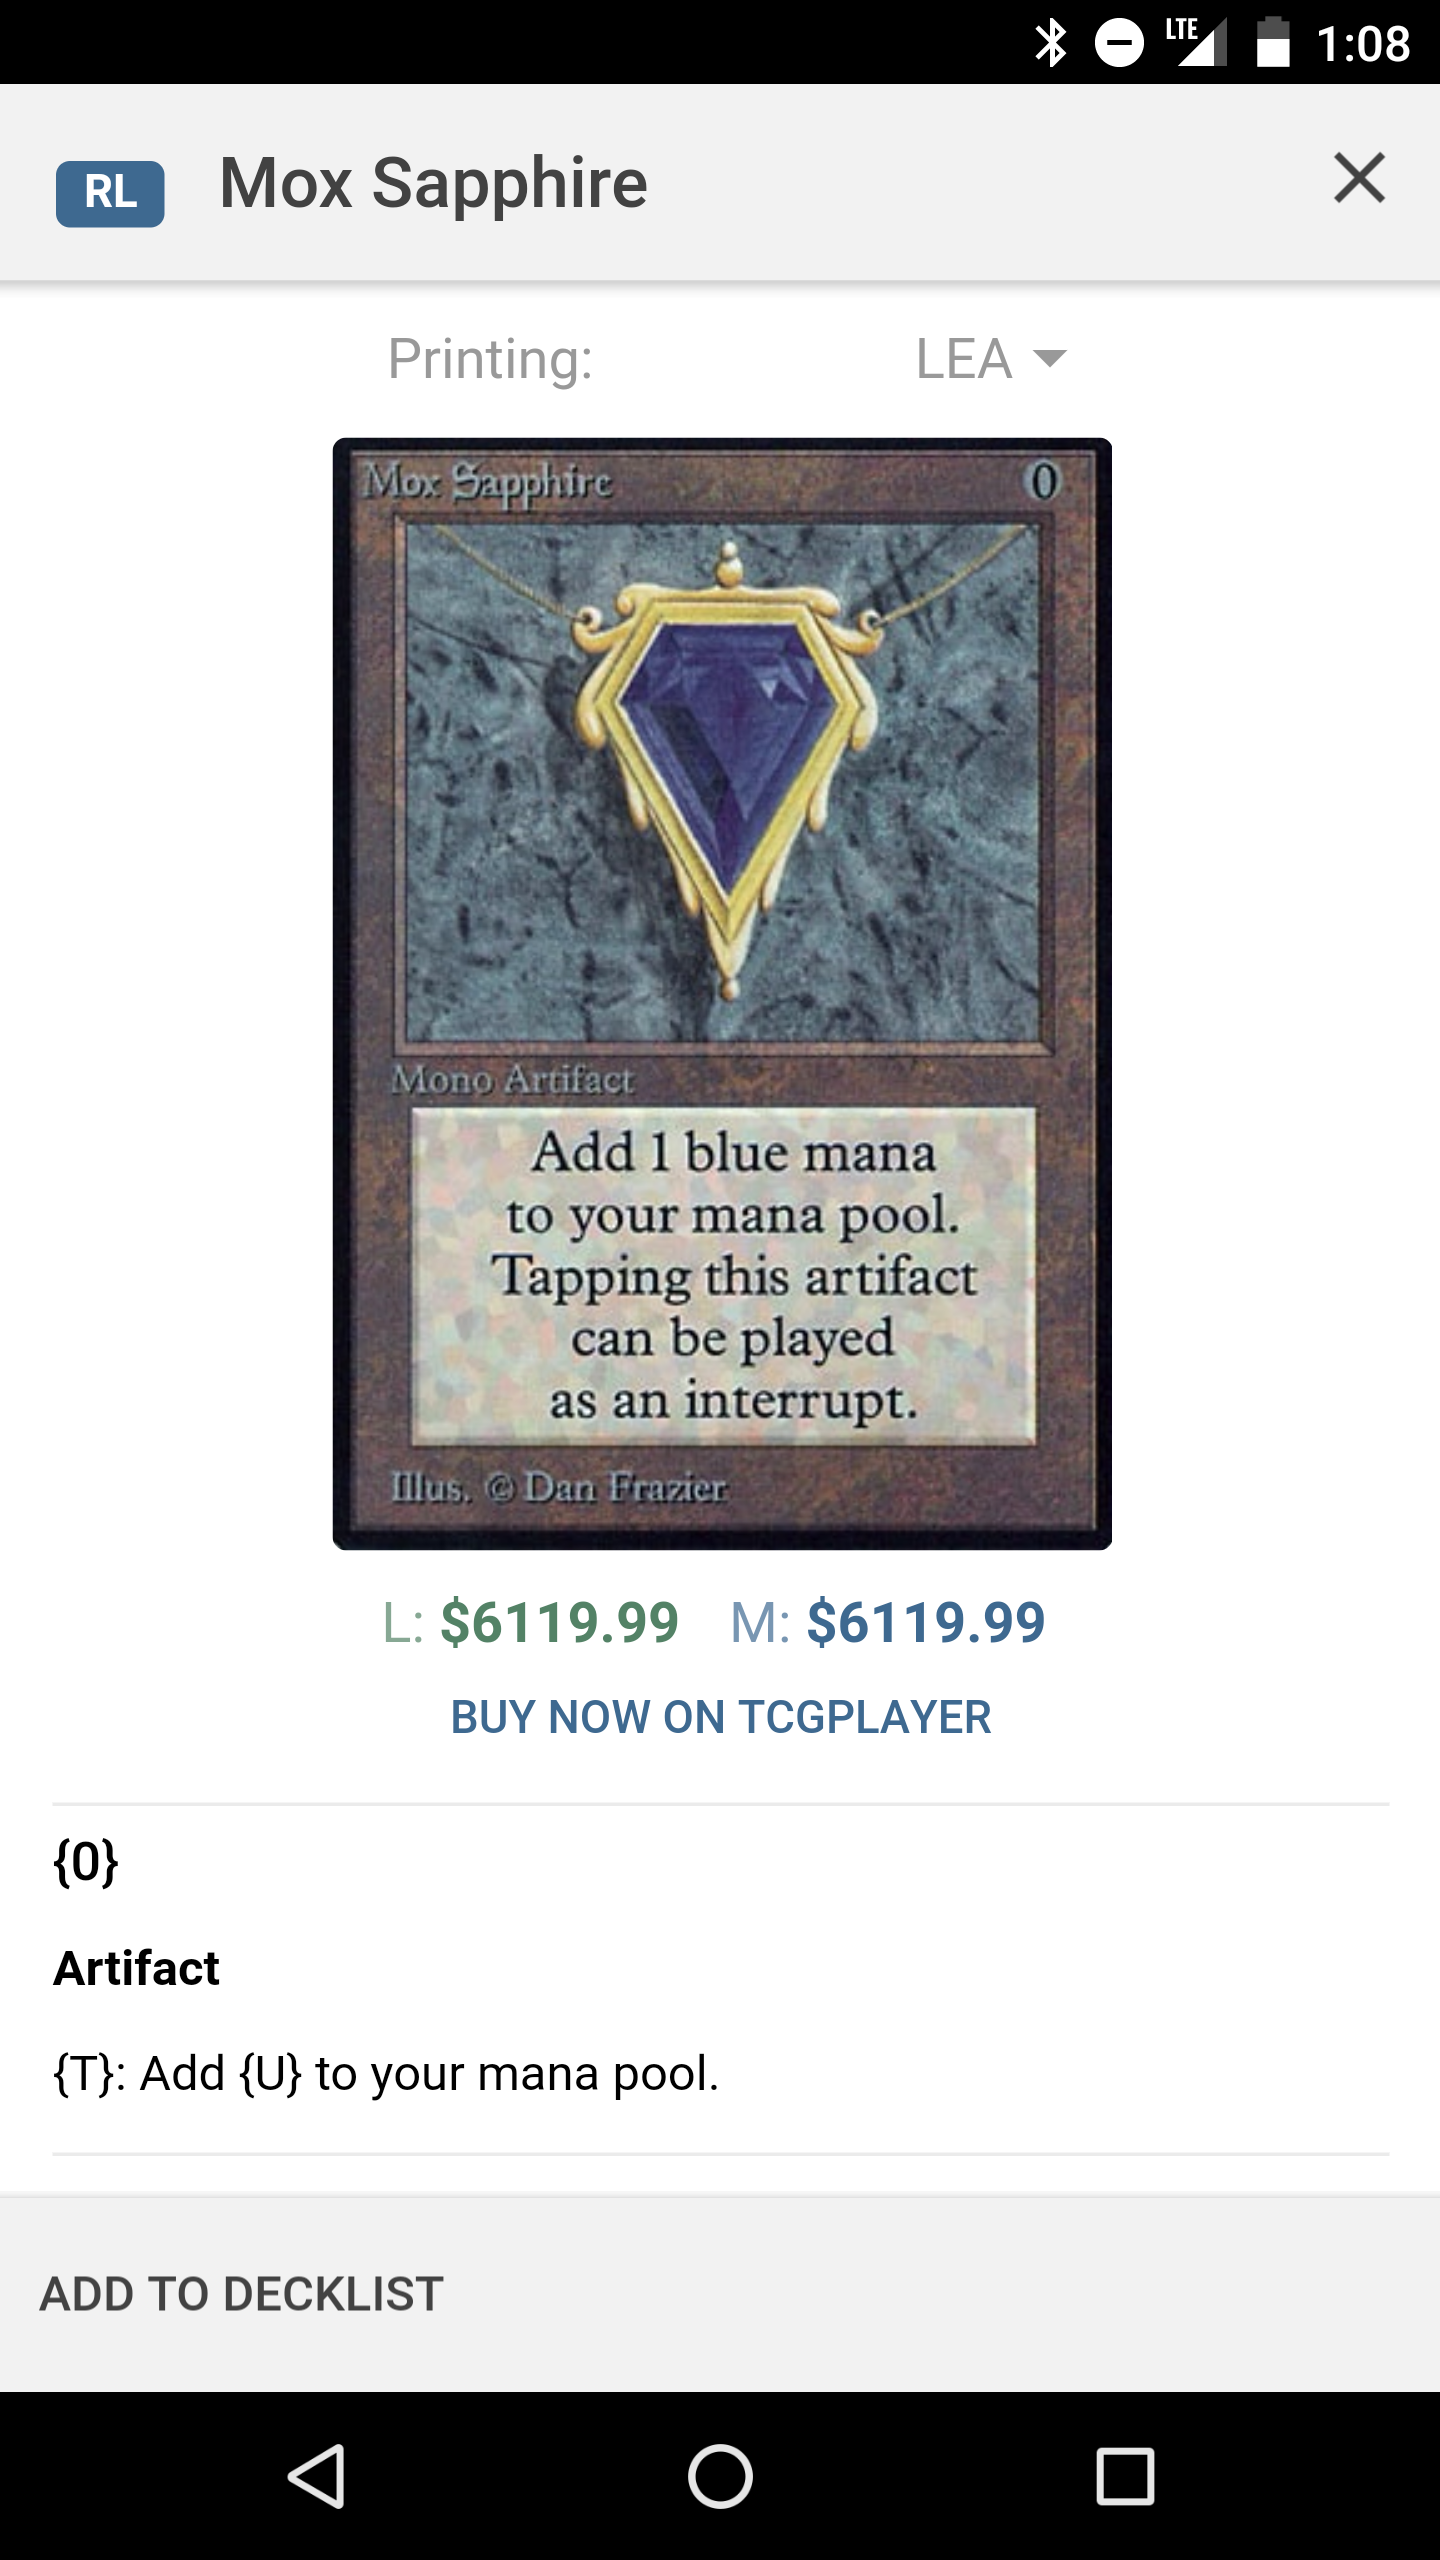 LTE 1:08
RL Mox Sapphire
Printing: LEA
Mox Sapphire 0
Mono Artifact
Add 1 blue mana
to your mana pool.
Tapping this artifact
can be played
as an interrupt.
Illus. © Dan Frazier
L: $6119.99 M: $6119.99
BUY NOW ON TCGPLAYER
{0}
Artifact
{T}: Add {U} to your mana pool.
ADD TO DECKLIST